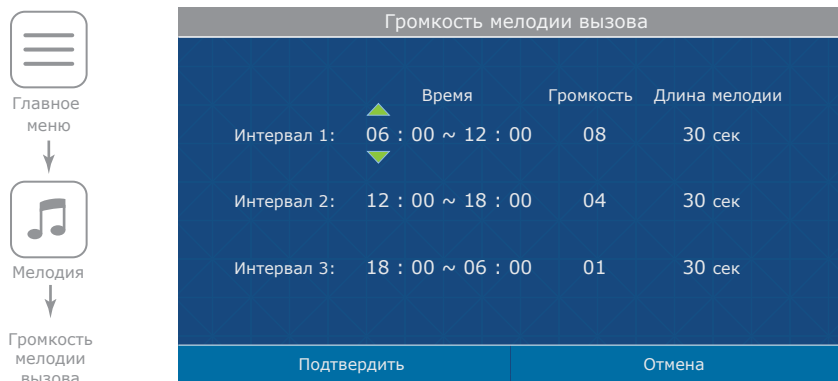 Главное
меню
Мелодия
Громкость
мелодии
вызова
Громкость мелодии вызова
Время Громкость Длина мелодии
Интервал 1: 06 : 00 ~ 12 : 00 08 30 сек
Интервал 2: 12 : 00 ~ 18 : 00 04 30 сек
Интервал 3: 18 : 00 ~ 06 : 00 01 30 сек
Подтвердить Отмена